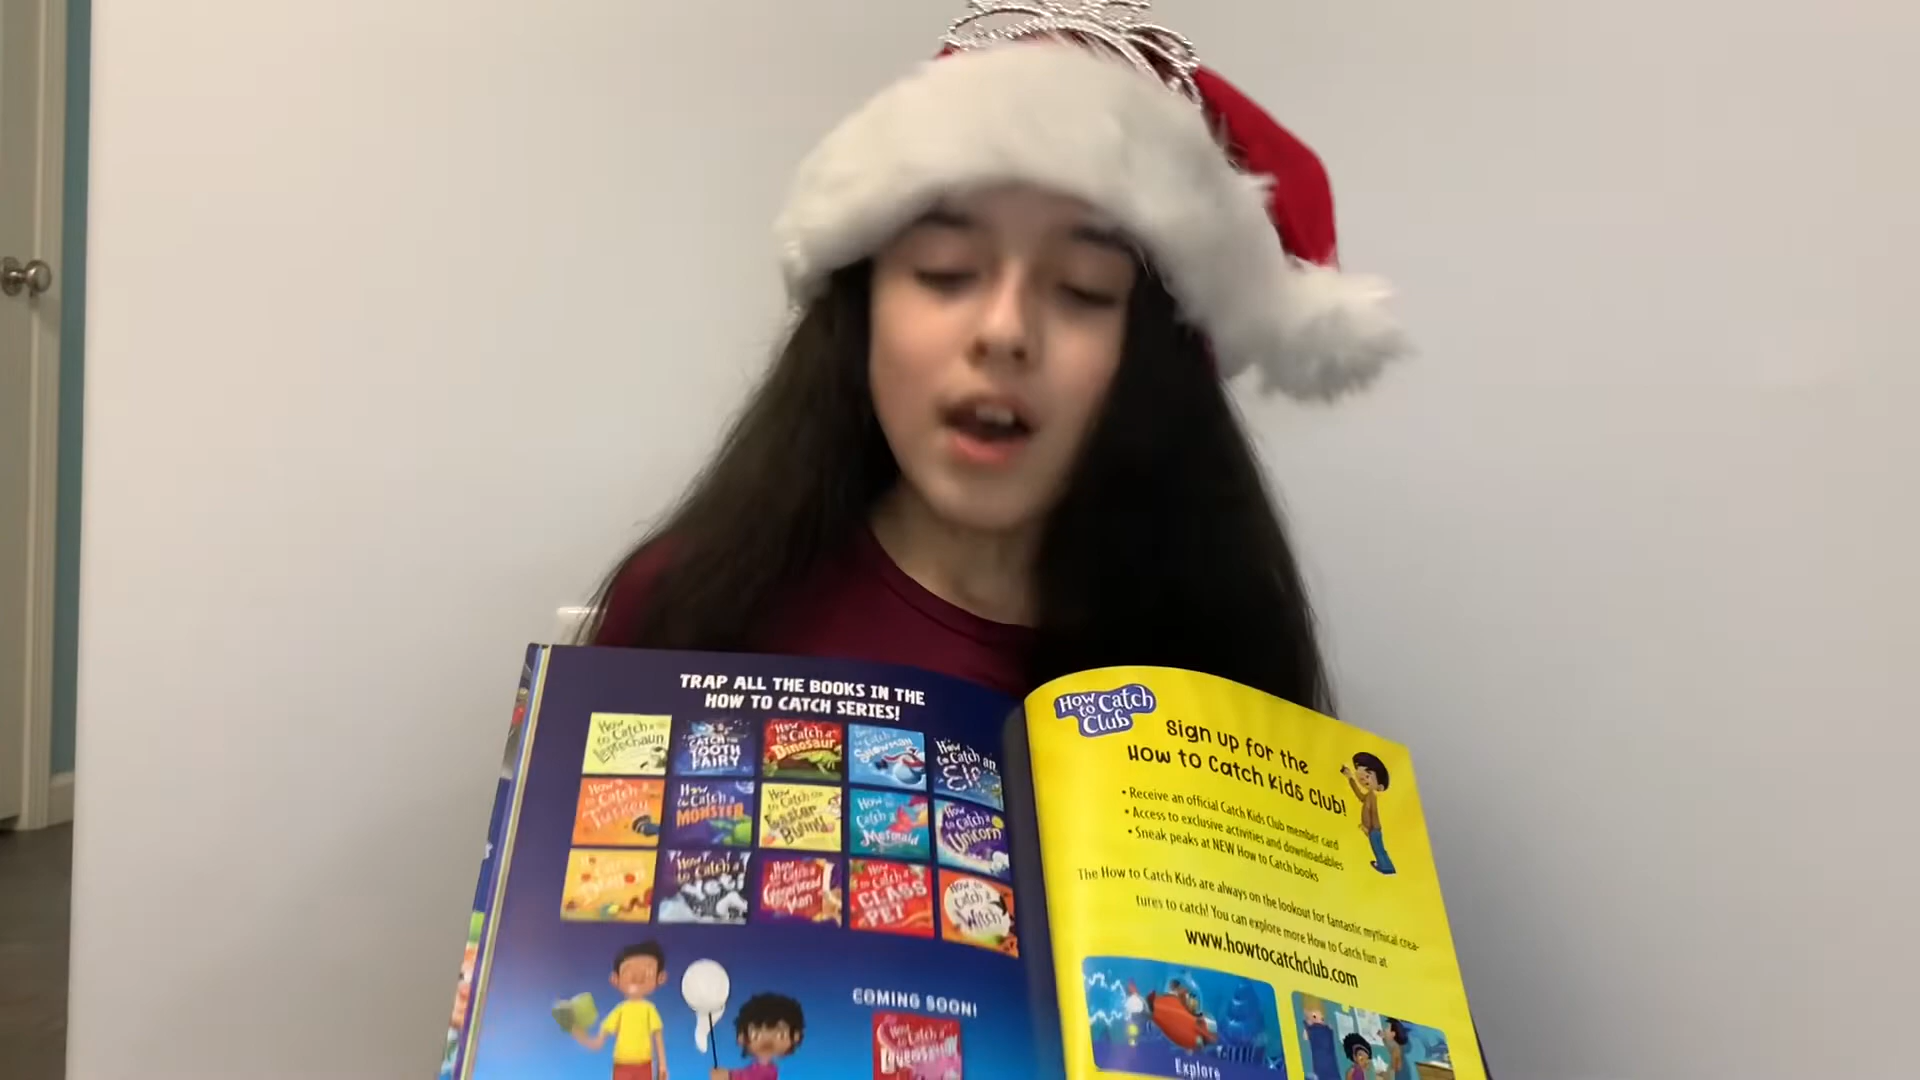 TRAP ALL THE BOOKS IN THE
HOW TO CATCH SERIES!
How
to Catch a
Leprechaun
CATCH THE
TOOTH
FAIRY
How
to Catch a
Dinosaur
to Catch a
Snowman
How
to Catch an
Elf
How
to Catch a
Turkey
How
to Catch a
MONSTER
How
to Catch the
Easter
Bunny
How
to
Catch a
Mermaid
How
to Catch a
Unicorn
How
to Catch a
How
to Catch a
Gingerbread
Man
How
to Catch a
CLASS
PET
How
to
Catch a
Witch
COMING SOON!
How
to Catch a
Loveosaurus
How to Catch
Club
Sign up for the
How to Catch Kids Club!
• Receive an official Catch Kids Club member card
• Access to exclusive activities and downloadables
• Sneak peaks at NEW How to Catch books
The How to Catch Kids are always on the lookout for fantastic mythical crea-
tures to catch! You can explore more How to Catch fun at
www.howtocatchclub.com
Explore